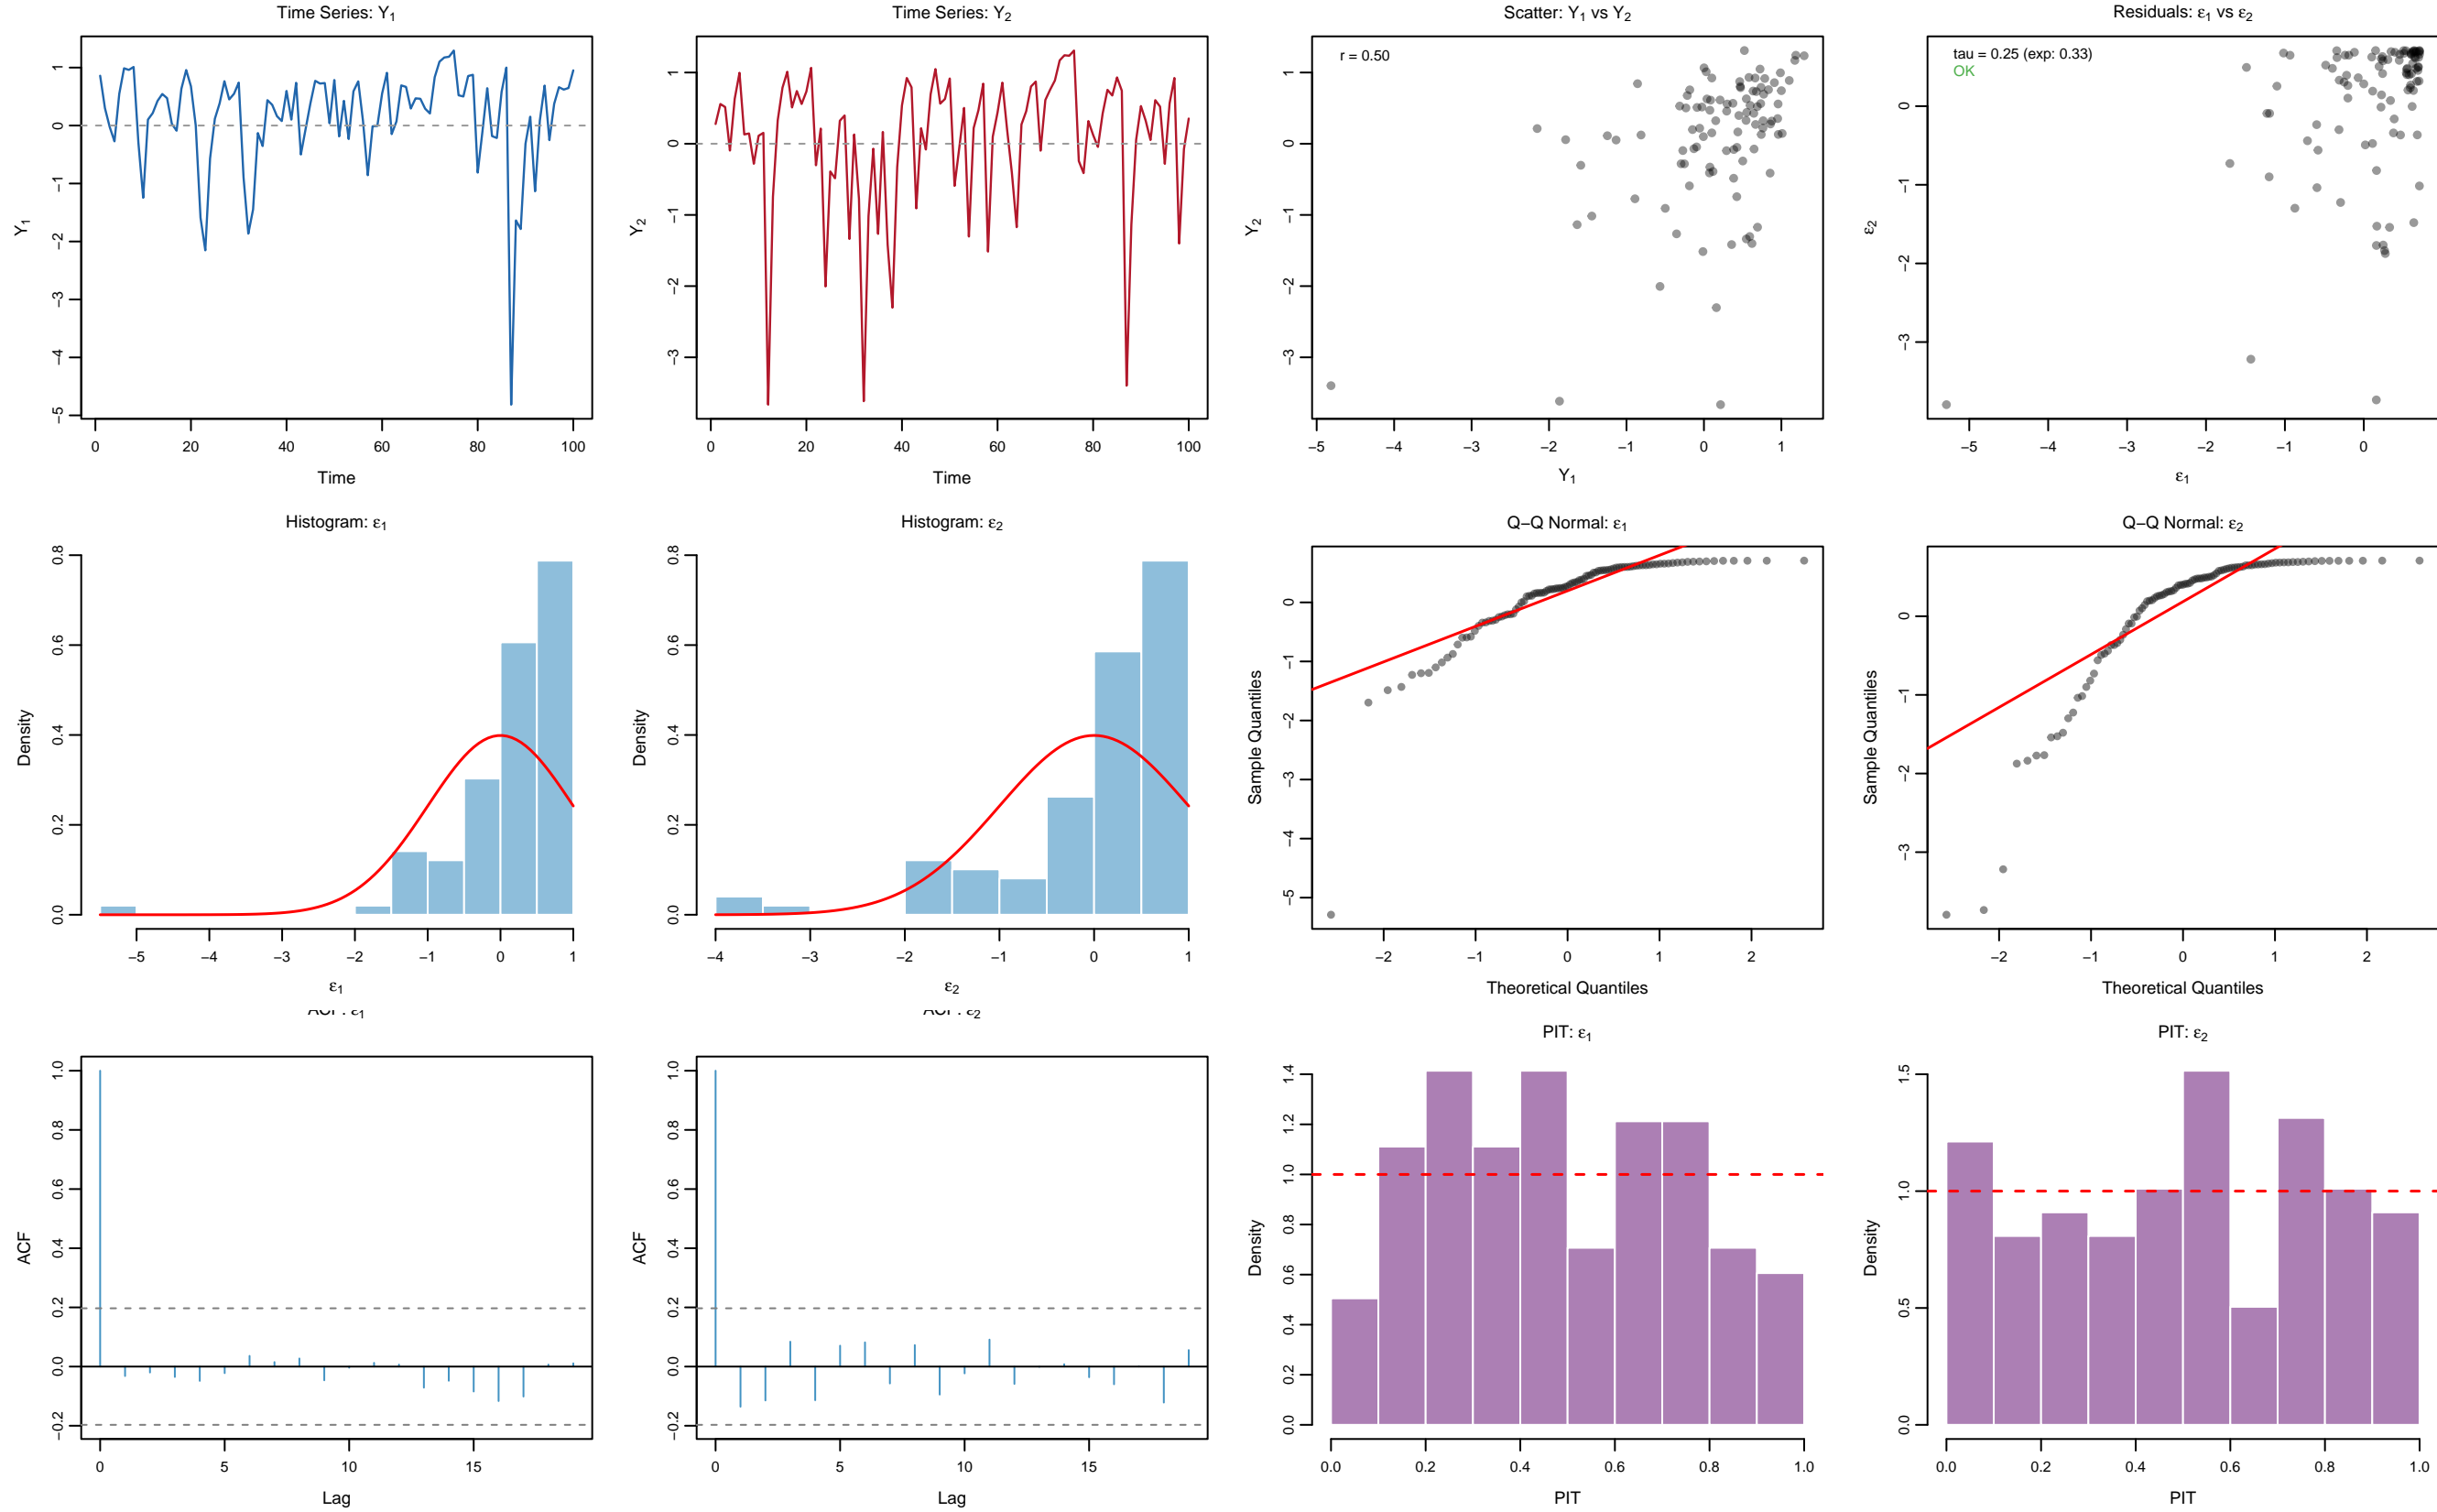 Time Series: Y1
1
0
−1
−2
−3
−4
−5
Y1
0 20 40 60 80 100
Time
Time Series: Y2
1
0
−1
−2
−3
Y2
0 20 40 60 80 100
Time
Scatter: Y1 vs Y2
r = 0.50
1
0
−1
−2
−3
Y2
−5 −4 −3 −2 −1 0 1
Y1
Residuals: ε1 vs ε2
tau = 0.25 (exp: 0.33)
OK
0
−1
−2
−3
ε2
−5 −4 −3 −2 −1 0
ε1
Histogram: ε1
0.8
0.6
0.4
0.2
0.0
Density
−5 −4 −3 −2 −1 0 1
ε1
Histogram: ε2
0.8
0.6
0.4
0.2
0.0
Density
−4 −3 −2 −1 0 1
ε2
Q−Q Normal: ε1
0
−1
−2
−3
−4
−5
Sample Quantiles
−2 −1 0 1 2
Theoretical Quantiles
Q−Q Normal: ε2
0
−1
−2
−3
Sample Quantiles
−2 −1 0 1 2
Theoretical Quantiles
ACF: ε1
1.0
0.8
0.6
0.4
0.2
0.0
−0.2
ACF
0 5 10 15
Lag
ACF: ε2
1.0
0.8
0.6
0.4
0.2
0.0
−0.2
ACF
0 5 10 15
Lag
PIT: ε1
1.4
1.2
1.0
0.8
0.6
0.4
0.2
0.0
Density
0.0 0.2 0.4 0.6 0.8 1.0
PIT
PIT: ε2
1.5
1.0
0.5
0.0
Density
0.0 0.2 0.4 0.6 0.8 1.0
PIT